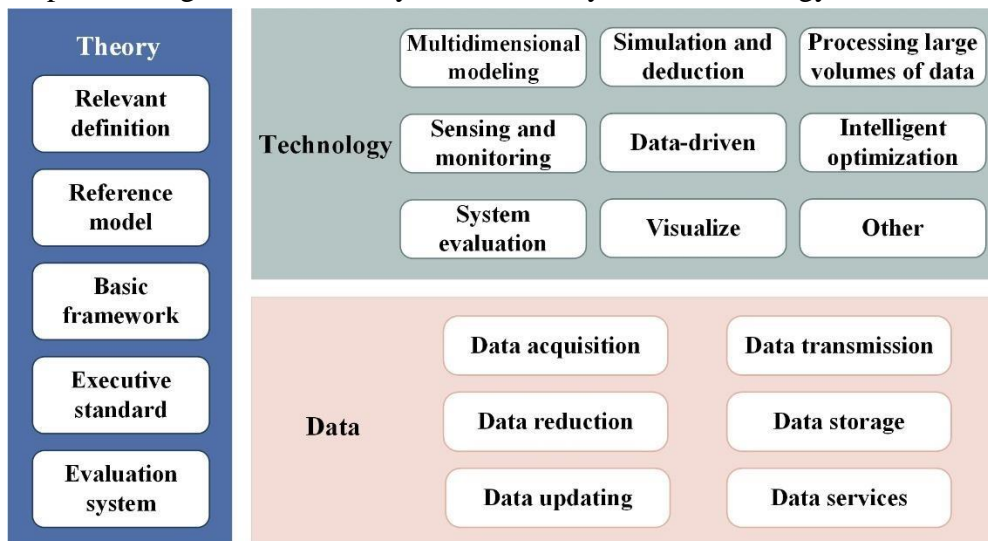 Theory
Relevant
definition
Reference
model
Basic
framework
Executive
standard
Evaluation
system
Technology
Multidimensional
modeling
Simulation and
deduction
Processing large
volumes of data
Sensing and
monitoring
Data-driven
Intelligent
optimization
System
evaluation
Visualize
Other
Data
Data acquisition
Data transmission
Data reduction
Data storage
Data updating
Data services